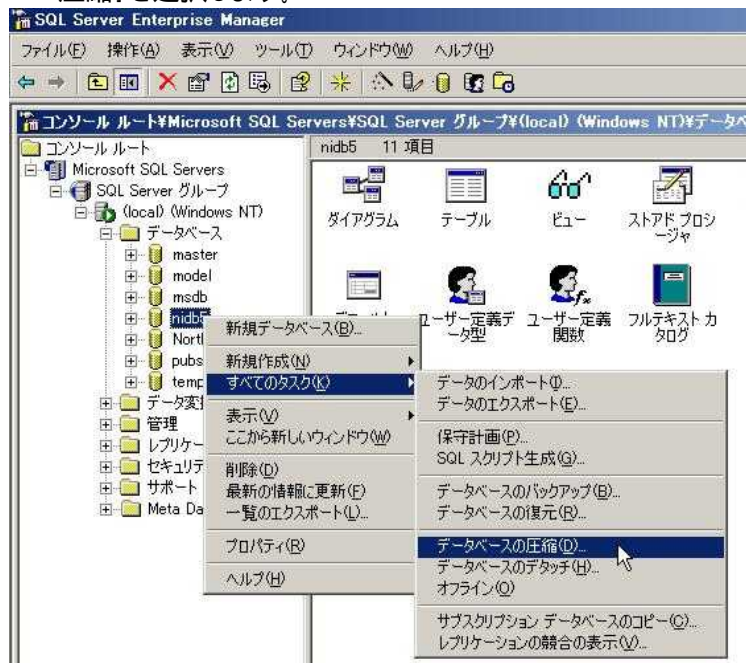 圧縮]を選択します。
SQL Server Enterprise Manager
ファイル(F) 操作(A) 表示(V) ツール(T) ウィンドウ(W) ヘルプ(H)
コンソール ルート¥Microsoft SQL Servers¥SQL Server グループ¥(local) (Windows NT)¥データベ
コンソール ルート
Microsoft SQL Servers
SQL Server グループ
(local) (Windows NT)
データベース
master
model
msdb
nidb5
North
pubs
temp
データ変
管理
レプリケー
セキュリテ
サポート
Meta Da
nidb5 11 項目
ダイアグラム
テーブル
ビュー
ストアド プロシ
ージャ
ユーザー定義デ
ータ型
ユーザー定義
関数
フルテキスト カ
タログ
新規データベース(B)...
新規作成(N)
すべてのタスク(K)
表示(V)
ここから新しいウィンドウ(W)
削除(D)
最新の情報に更新(F)
一覧のエクスポート(L)...
プロパティ(R)
ヘルプ(H)
データのインポート(I)...
データのエクスポート(E)...
保守計画(P)...
SQL スクリプト生成(G)...
データベースのバックアップ(B)...
データベースの復元(R)...
データベースの圧縮(D)...
データベースのデタッチ(H)...
オフライン(O)
サブスクリプション データベースのコピー(C)...
レプリケーションの競合の表示(V)...